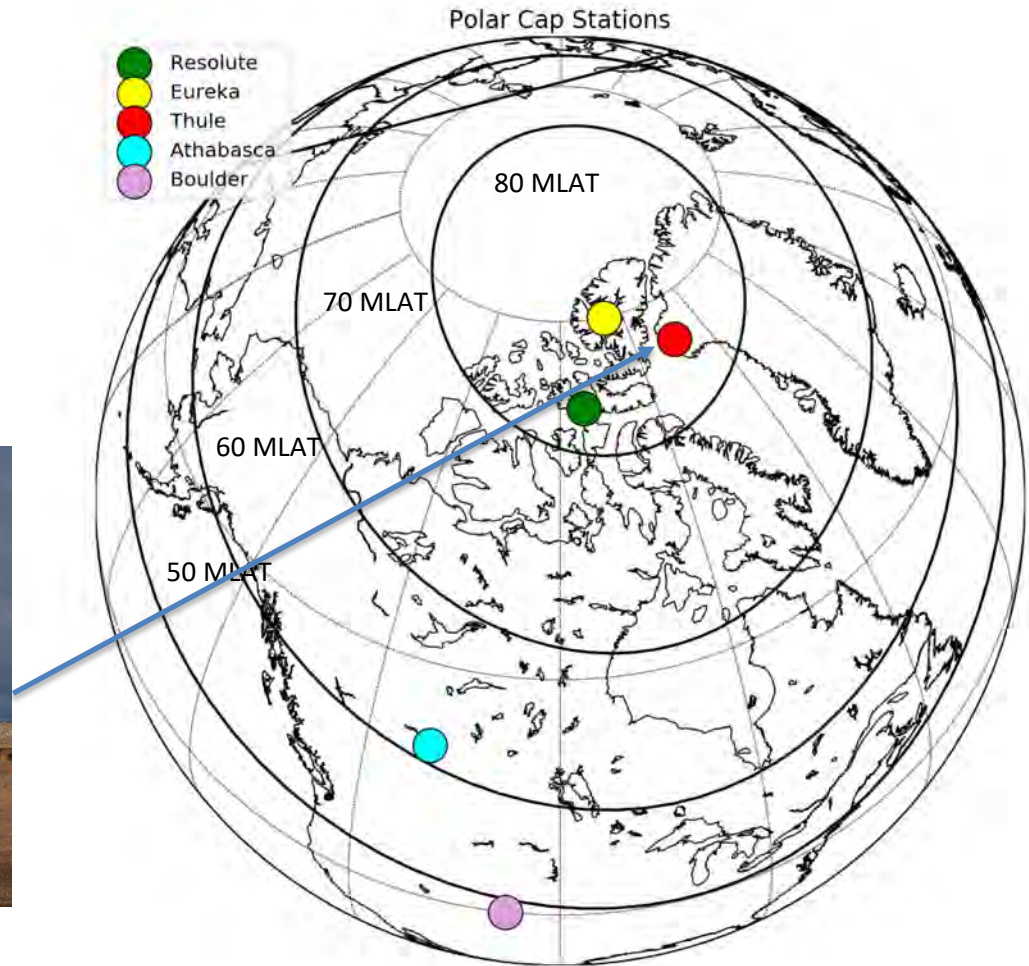 Polar Cap Stations
Resolute
Eureka
Thule
Athabasca
Boulder
80 MLAT
70 MLAT
60 MLAT
50 MLAT